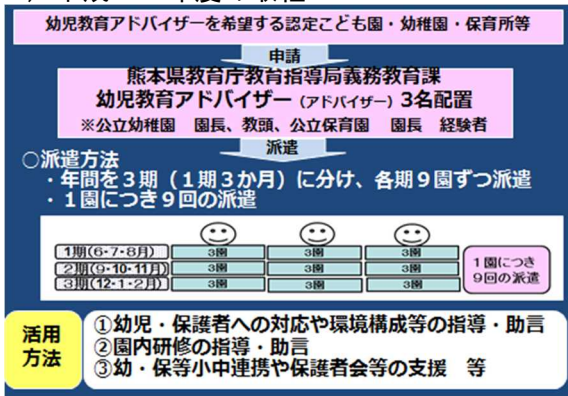 幼児教育アドバイザーを希望する認定こども園・幼稚園・保育所等
申請
熊本県教育庁教育指導局義務教育課
幼児教育アドバイザー（アドバイザー）3名配置
※公立幼稚園　園長、教頭、公立保育園　園長　経験者
派遣
○派遣方法
・年間を３期（１期３か月）に分け、各期９園ずつ派遣
・１園につき９回の派遣
1期(6・7・8月) 3園 3園 3園
2期(9・10・11月) 3園 3園 3園
3期(12・1・2月) 3園 3園 3園
1園につき
9回の派遣
活用
方法
①幼児・保護者への対応や環境構成等の指導・助言
②園内研修の指導・助言
③幼・保等小中連携や保護者会等の支援　等